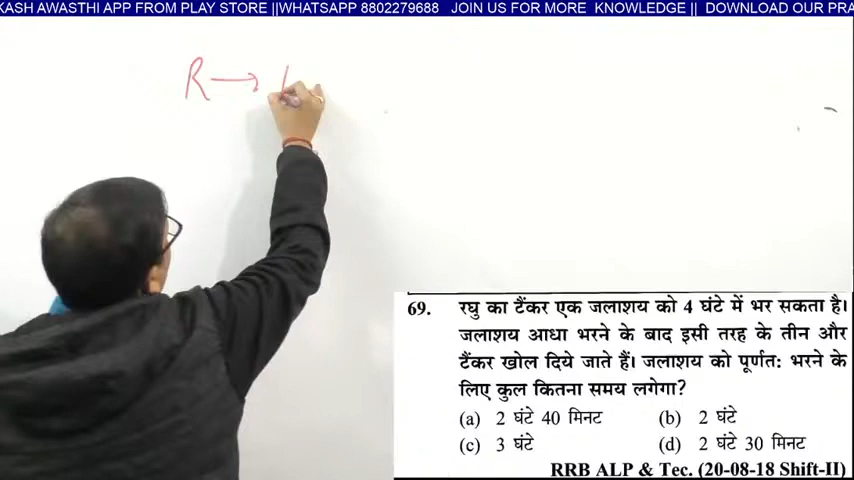 KASH AWASTHI APP FROM PLAY STORE ||WHATSAPP 8802279688 JOIN US FOR MORE KNOWLEDGE || DOWNLOAD OUR PRA
R →
69. रघु का टैंकर एक जलाशय को 4 घंटे में भर सकता है।
जलाशय आधा भरने के बाद इसी तरह के तीन और
टैंकर खोल दिये जाते हैं। जलाशय को पूर्णत: भरने के
लिए कुल कितना समय लगेगा?
(a) 2 घंटे 40 मिनट (b) 2 घंटे
(c) 3 घंटे (d) 2 घंटे 30 मिनट
RRB ALP & Tec. (20-08-18 Shift-II)